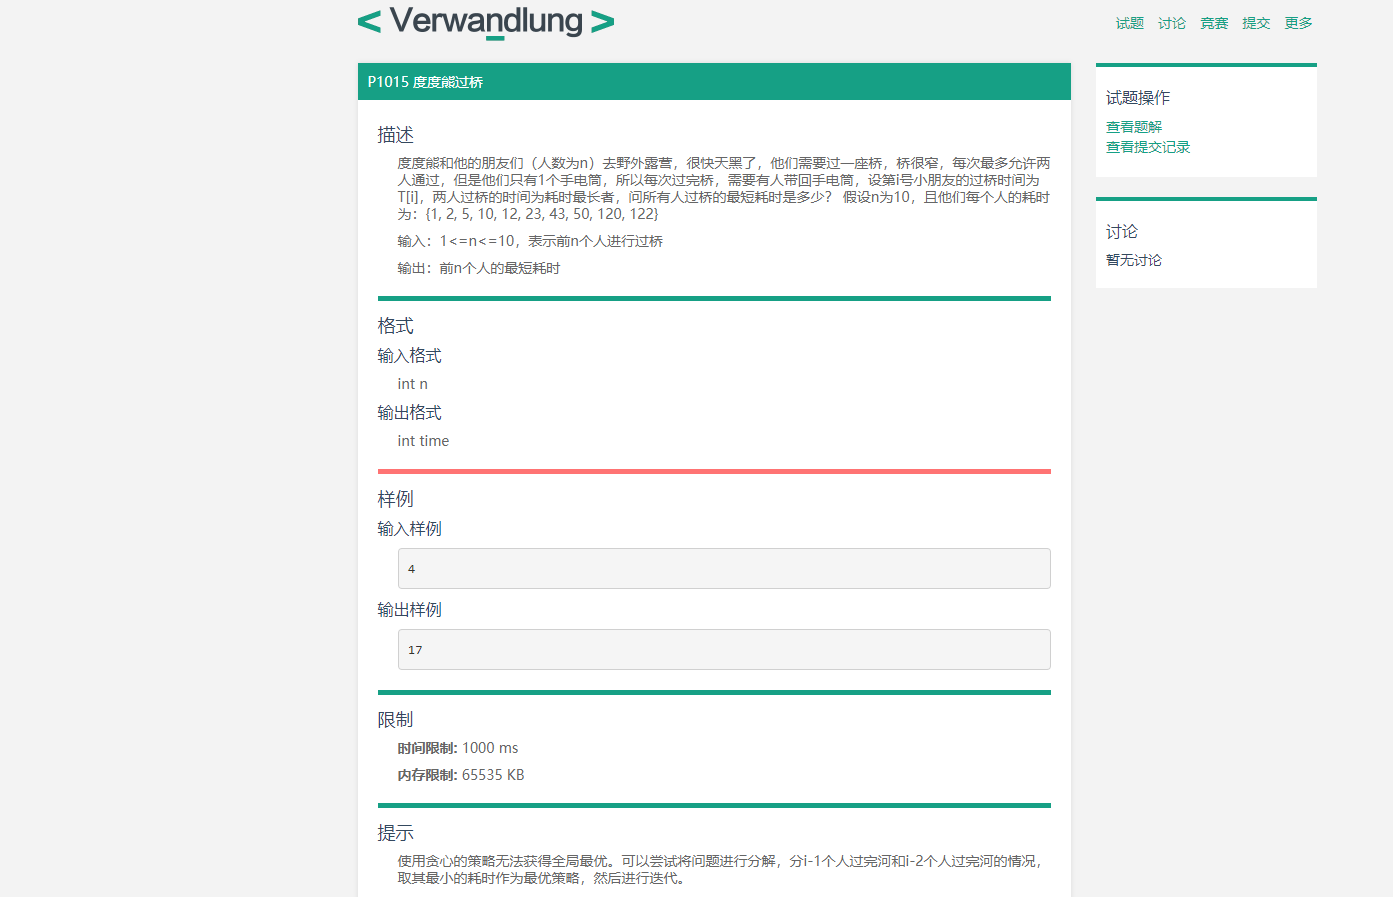 < Verwandlung >
试题 讨论 竞赛 提交 更多
P1015 度度熊过桥
描述
度度熊和他的朋友们（人数为n）去野外露营，很快天黑了，他们需要过一座桥，桥很窄，每次最多允许两
人通过，但是他们只有1个手电筒，所以每次过完桥，需要有人带回手电筒，设第i号小朋友的过桥时间为
T[i]，两人过桥的时间为耗时最长者，问所有人过桥的最短耗时是多少？ 假设n为10，且他们每个人的耗时
为：{1, 2, 5, 10, 12, 23, 43, 50, 120, 122}
输入：1<=n<=10，表示前n个人进行过桥
输出：前n个人的最短耗时
格式
输入格式
int n
输出格式
int time
样例
输入样例
4
输出样例
17
限制
时间限制: 1000 ms
内存限制: 65535 KB
提示
使用贪心的策略无法获得全局最优。可以尝试将问题进行分解，分i-1个人过完河和i-2个人过完河的情况，
取其最小的耗时作为最优策略，然后进行迭代。
试题操作
查看题解
查看提交记录
讨论
暂无讨论